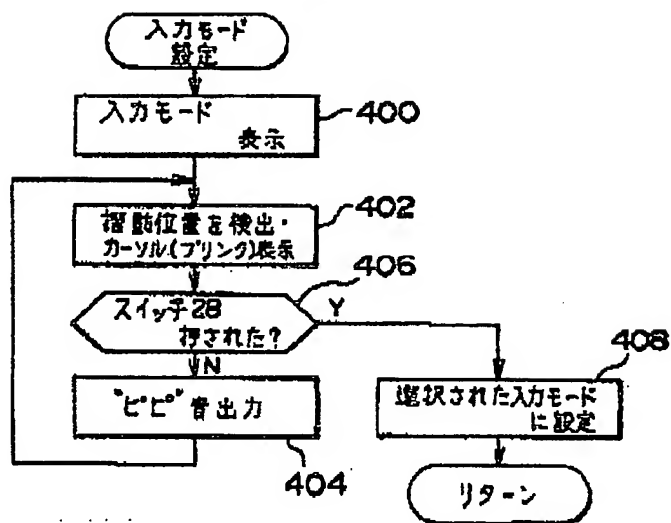 入力モード
設定
入力モード
表示
400
摺動位置を検出・
カーソル(ブリンク)表示
402
スイッチ28
押された?
406
Y
N
"ピピ"音出力
404
選択された入力モード
に設定
408
リターン